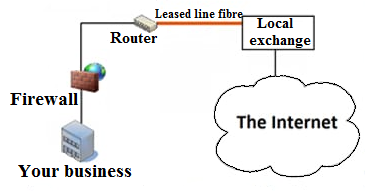 Leased line fibre
Router
Local
exchange
Firewall
The Internet
Your business